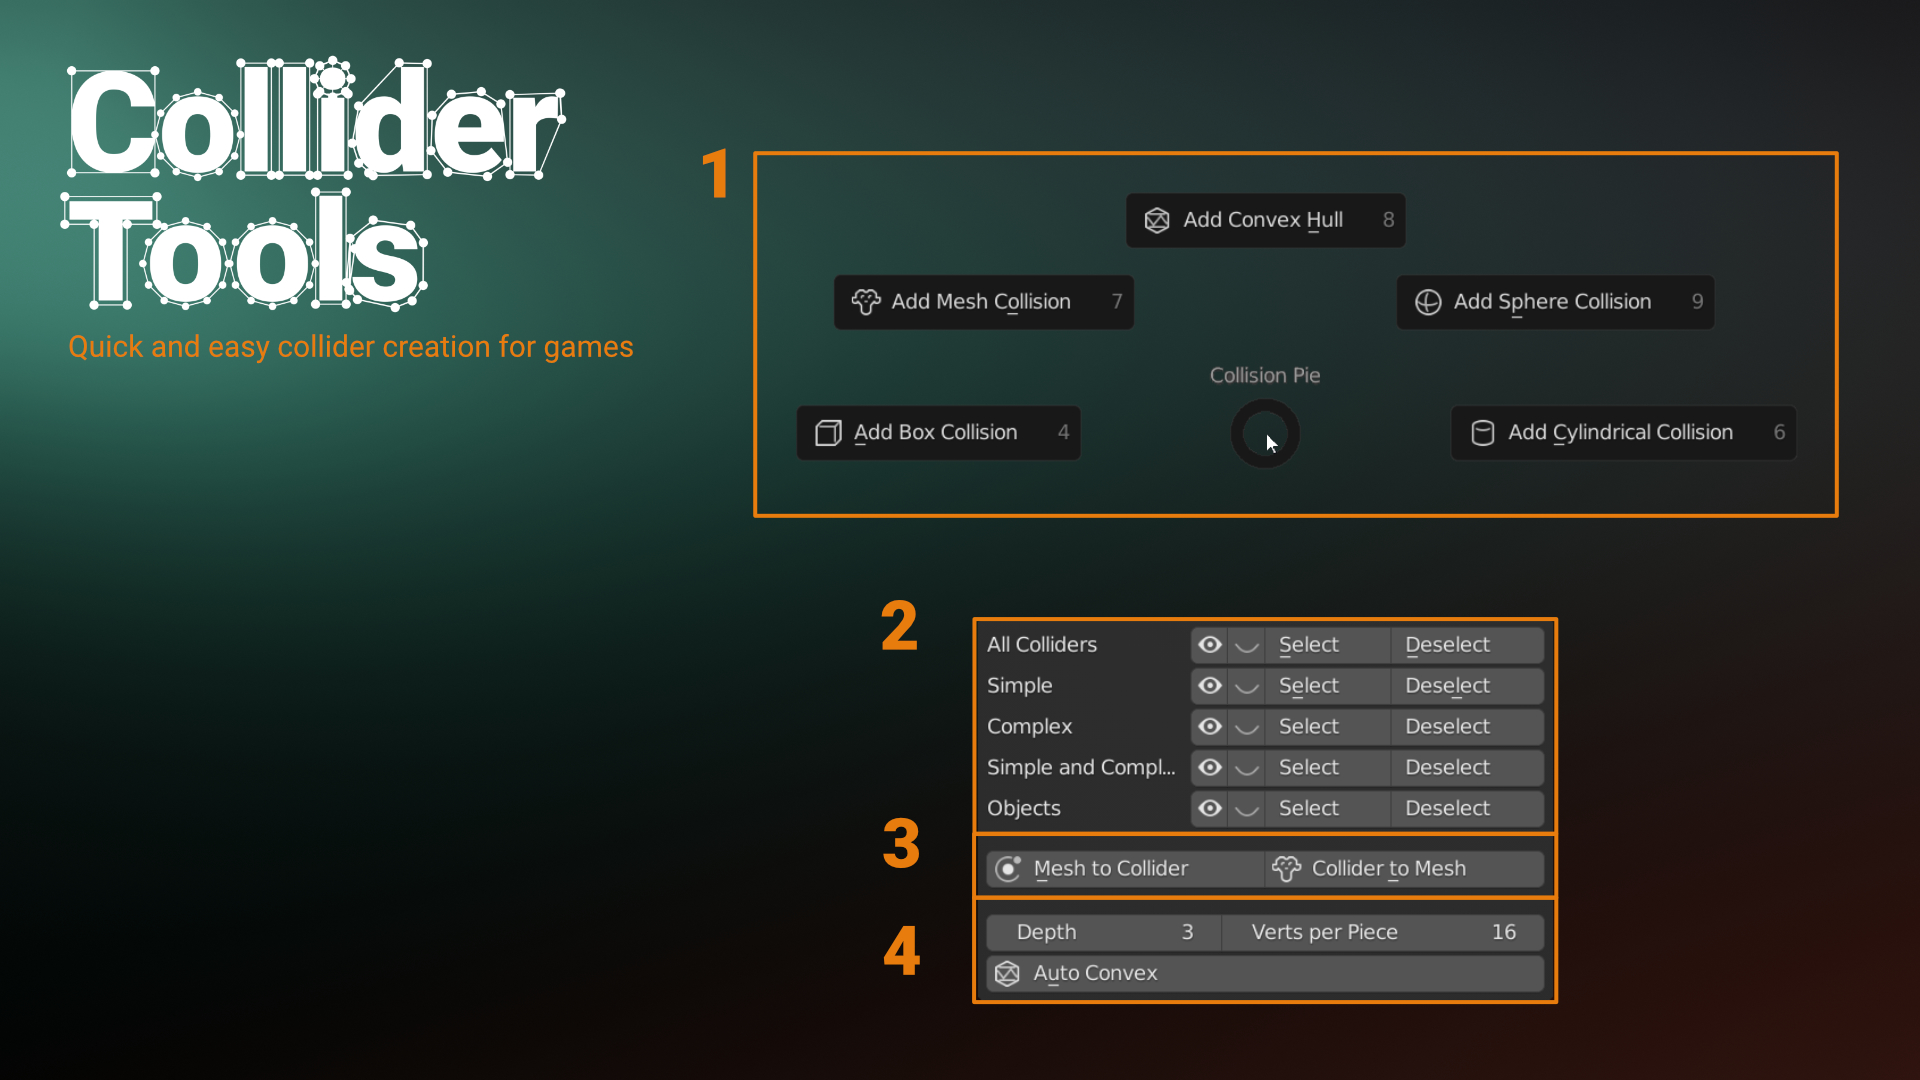 Collider
Tools
Quick and easy collider creation for games
1
Add Convex Hull 8
Add Mesh Collision 7
Add Sphere Collision 9
Collision Pie
Add Box Collision 4
Add Cylindrical Collision 6
2
All Colliders Select Deselect
Simple Select Deselect
Complex Select Deselect
Simple and Compl... Select Deselect
Objects Select Deselect
3
Mesh to Collider Collider to Mesh
4
Depth 3 Verts per Piece 16
Auto Convex